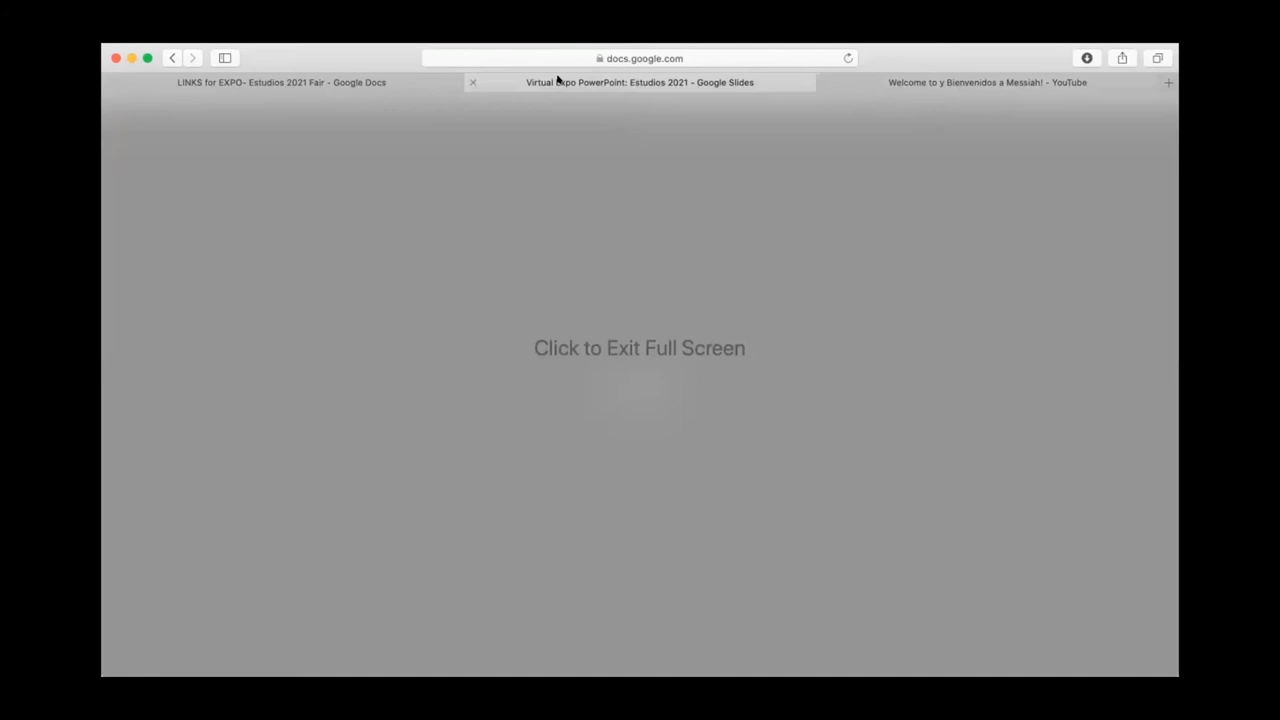 docs.google.com
LINKS for EXPO- Estudios 2021 Fair - Google Docs
Virtual Expo PowerPoint: Estudios 2021 - Google Slides
Welcome to y Bienvenidos a Messiah! - YouTube
Click to Exit Full Screen